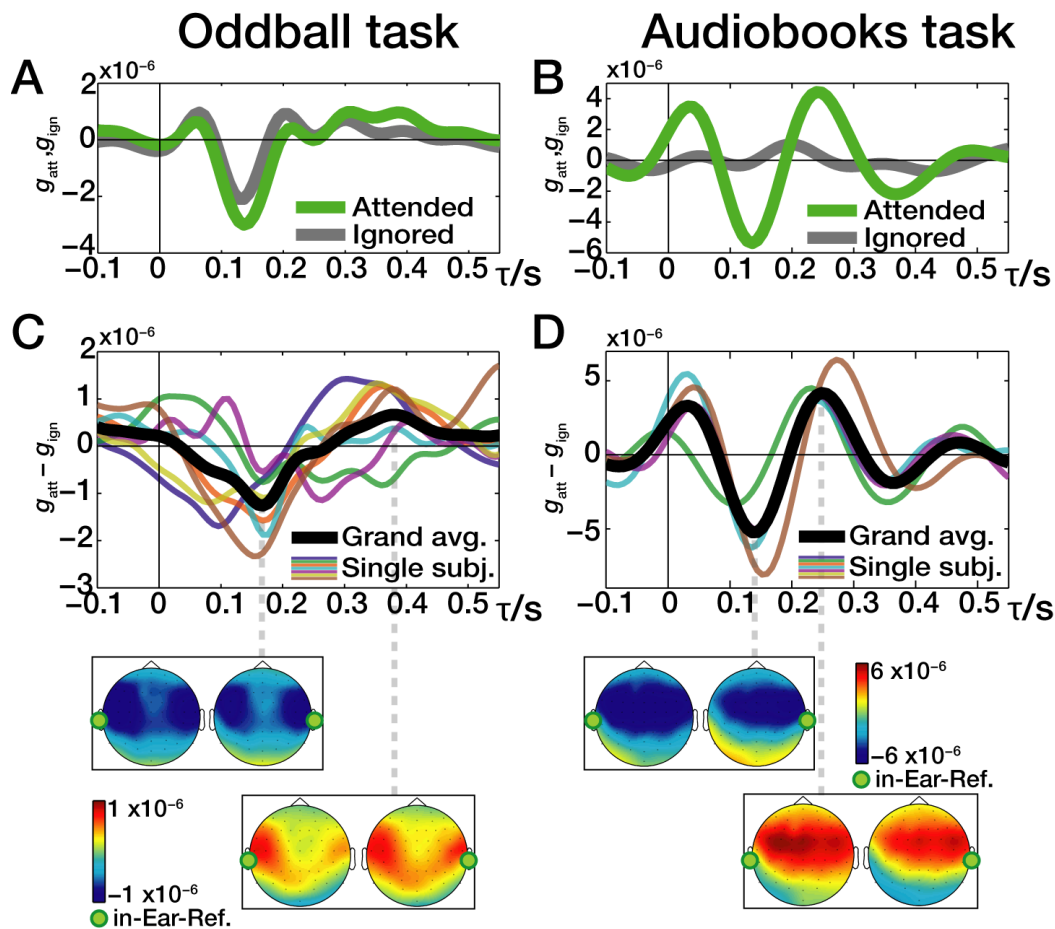 Oddball task
Audiobooks task
A
x10⁻⁶
2
0
−2
−4
g_att, g_ign
Attended
Ignored
−0.1 0 0.1 0.2 0.3 0.4 0.5 τ/s
B
x10⁻⁶
4
2
0
−2
−4
−6
g_att, g_ign
Attended
Ignored
−0.1 0 0.1 0.2 0.3 0.4 0.5 τ/s
C
x10⁻⁶
2
1
0
−1
−2
−3
g_att − g_ign
Grand avg.
Single subj.
−0.1 0 0.1 0.2 0.3 0.4 0.5 τ/s
D
x10⁻⁶
5
0
−5
g_att − g_ign
Grand avg.
Single subj.
−0.1 0 0.1 0.2 0.3 0.4 0.5 τ/s
6 x10⁻⁶
−6 x10⁻⁶
in-Ear-Ref.
1 x10⁻⁶
−1 x10⁻⁶
in-Ear-Ref.